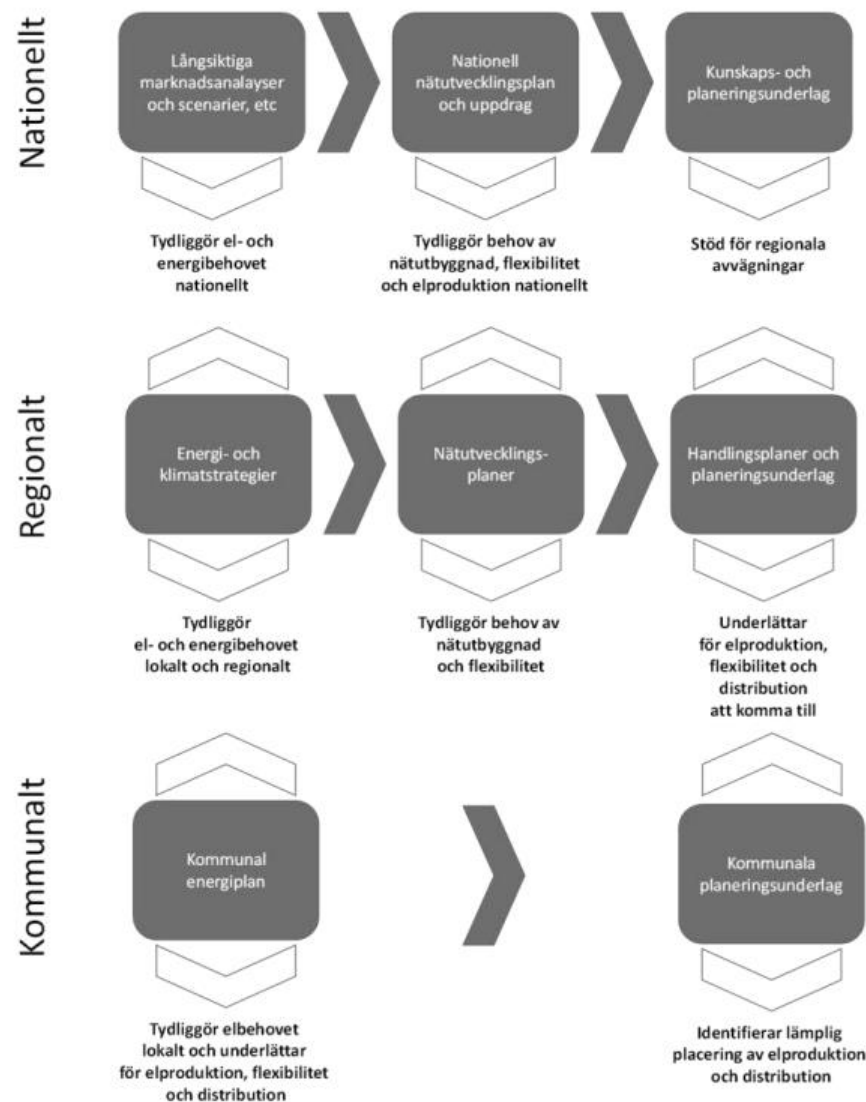 Nationellt
Långsiktiga
marknadsanalayser
och scenarier, etc
Nationell
nätutvecklingsplan
och uppdrag
Kunskaps- och
planeringsunderlag
Tydliggör el- och
energibehovet
nationellt
Tydliggör behov av
nätutbyggnad, flexibilitet
och elproduktion nationellt
Stöd för regionala
avvägningar
Regionalt
Energi- och
klimatstrategier
Nätutvecklings-
planer
Handlingsplaner och
planeringsunderlag
Tydliggör
el- och energibehovet
lokalt och regionalt
Tydliggör behov av
nätutbyggnad
och flexibilitet
Underlättar
för elproduktion,
flexibilitet och
distribution
att komma till
Kommunalt
Kommunal
energiplan
Kommunala
planeringsunderlag
Tydliggör elbehovet
lokalt och underlättar
för elproduktion, flexibilitet
och distribution
Identifierar lämplig
placering av elproduktion
och distribution